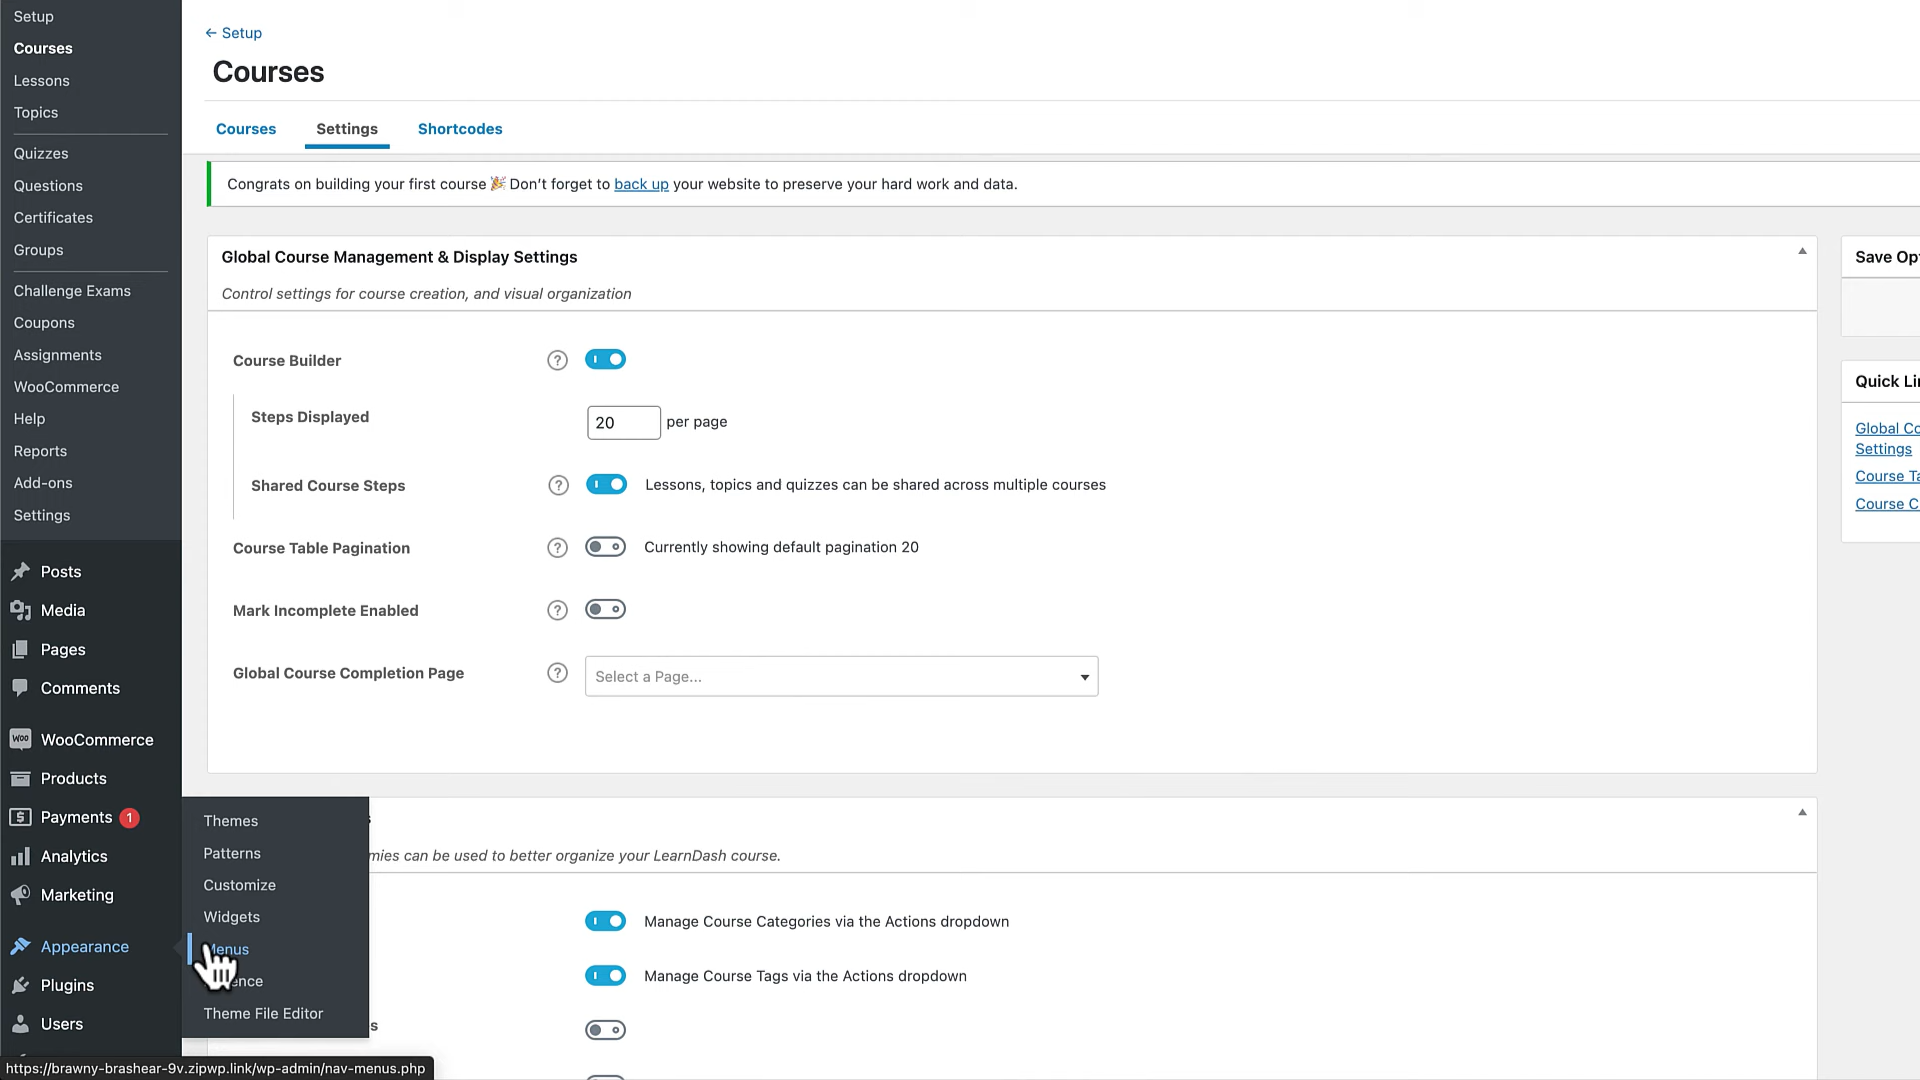 Setup
Courses
Lessons
Topics
Quizzes
Questions
Certificates
Groups
Challenge Exams
Coupons
Assignments
WooCommerce
Help
Reports
Add-ons
Settings
Posts
Media
Pages
Comments
WooCommerce
Products
Payments 1
Analytics
Marketing
Appearance
Plugins
Users
Themes
Patterns
Customize
Widgets
Menus
Theme File Editor
← Setup
Courses
Courses Settings Shortcodes
Congrats on building your first course 🎉 Don't forget to back up your website to preserve your hard work and data.
Global Course Management & Display Settings
Control settings for course creation, and visual organization
Course Builder
Steps Displayed 20 per page
Shared Course Steps Lessons, topics and quizzes can be shared across multiple courses
Course Table Pagination Currently showing default pagination 20
Mark Incomplete Enabled
Global Course Completion Page Select a Page...
can be used to better organize your LearnDash course.
Manage Course Categories via the Actions dropdown
Manage Course Tags via the Actions dropdown
Save
Quick
Global
Settings
Course
Course
https://brawny-brashear-9v.zipwp.link/wp-admin/nav-menus.php